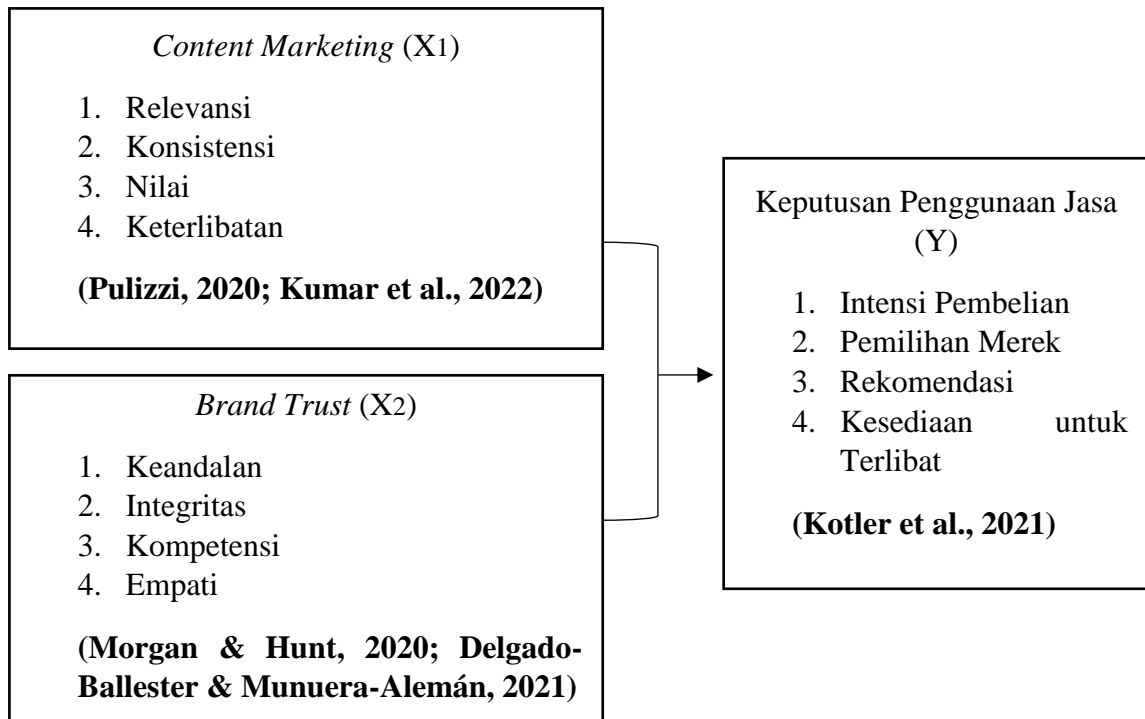 Content Marketing (X1)
1. Relevansi
2. Konsistensi
3. Nilai
4. Keterlibatan
(Pulizzi, 2020; Kumar et al., 2022)
Brand Trust (X2)
1. Keandalan
2. Integritas
3. Kompetensi
4. Empati
(Morgan & Hunt, 2020; Delgado-
Ballester & Munuera-Alemán, 2021)
Keputusan Penggunaan Jasa
(Y)
1. Intensi Pembelian
2. Pemilihan Merek
3. Rekomendasi
4. Kesediaan untuk
Terlibat
(Kotler et al., 2021)